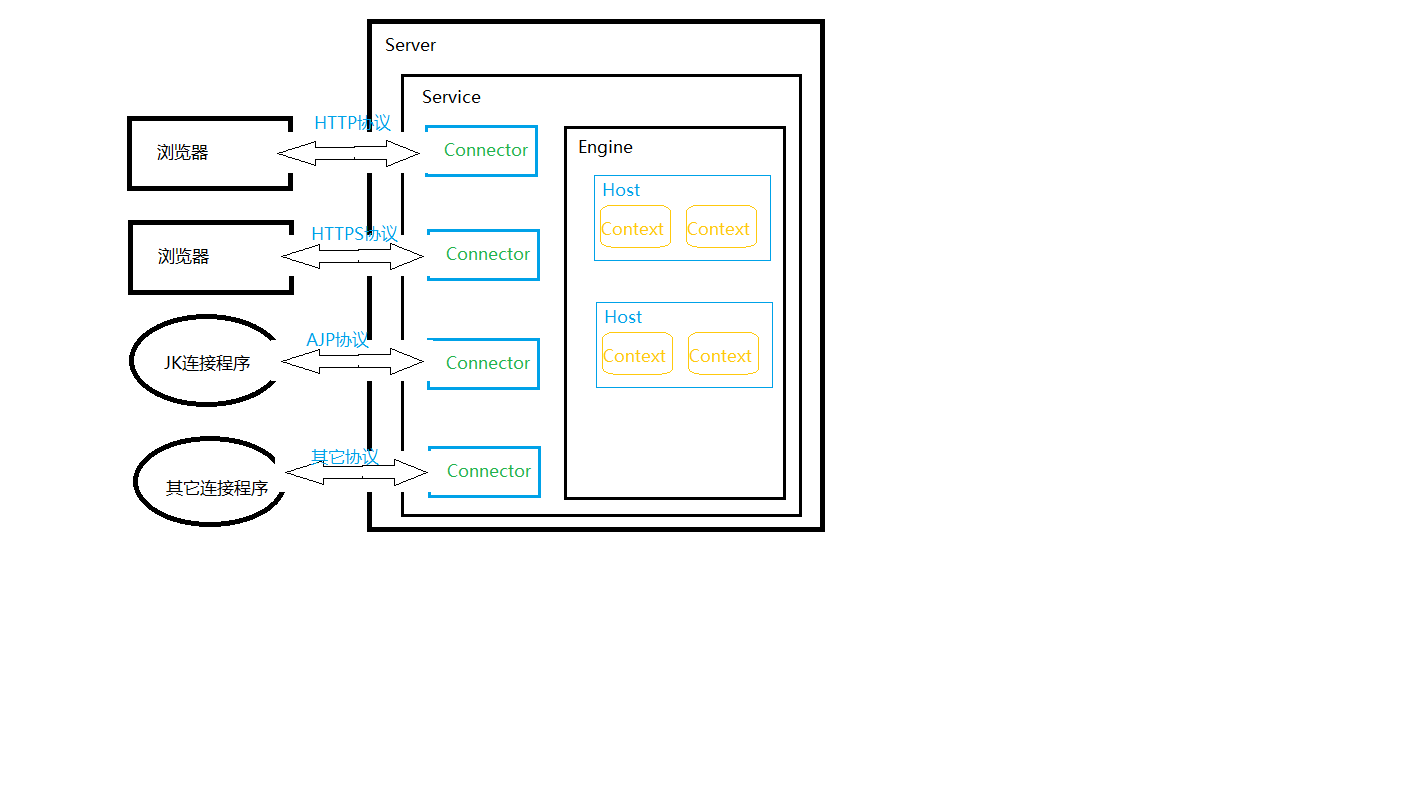 Server
Service
HTTP协议
浏览器
Connector
Engine
Host
Context Context
HTTPS协议
浏览器
Connector
Host
AJP协议
JK连接程序
Connector
Context Context
其它协议
其它连接程序
Connector